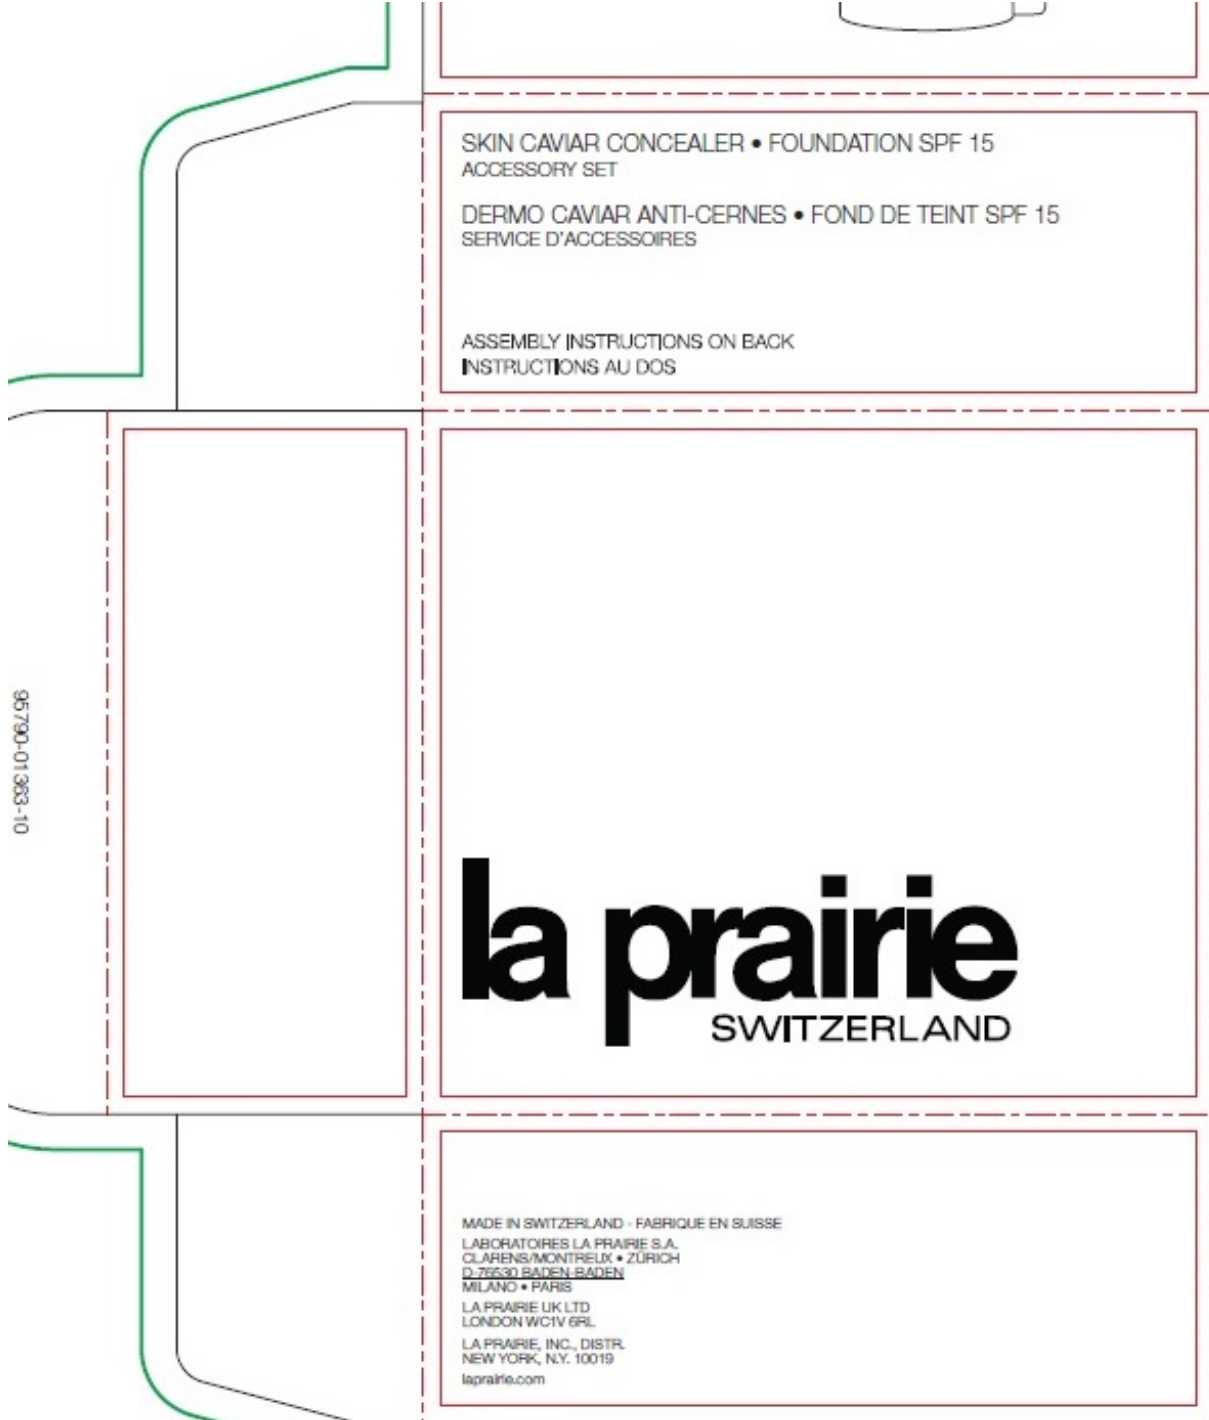 SKIN CAVIAR CONCEALER • FOUNDATION SPF 15
ACCESSORY SET
DERMO CAVIAR ANTI-CERNES • FOND DE TEINT SPF 15
SERVICE D'ACCESSOIRES
ASSEMBLY INSTRUCTIONS ON BACK
INSTRUCTIONS AU DOS
95790-01363-10
la prairie
SWITZERLAND
MADE IN SWITZERLAND - FABRIQUE EN SUISSE
LABORATOIRES LA PRAIRIE S.A.
CLARENS/MONTREUX • ZÜRICH
D-76530 BADEN-BADEN
MILANO • PARIS
LA PRAIRIE UK LTD
LONDON WC1V 6RL
LA PRAIRIE, INC., DISTR.
NEW YORK, N.Y. 10019
laprairie.com